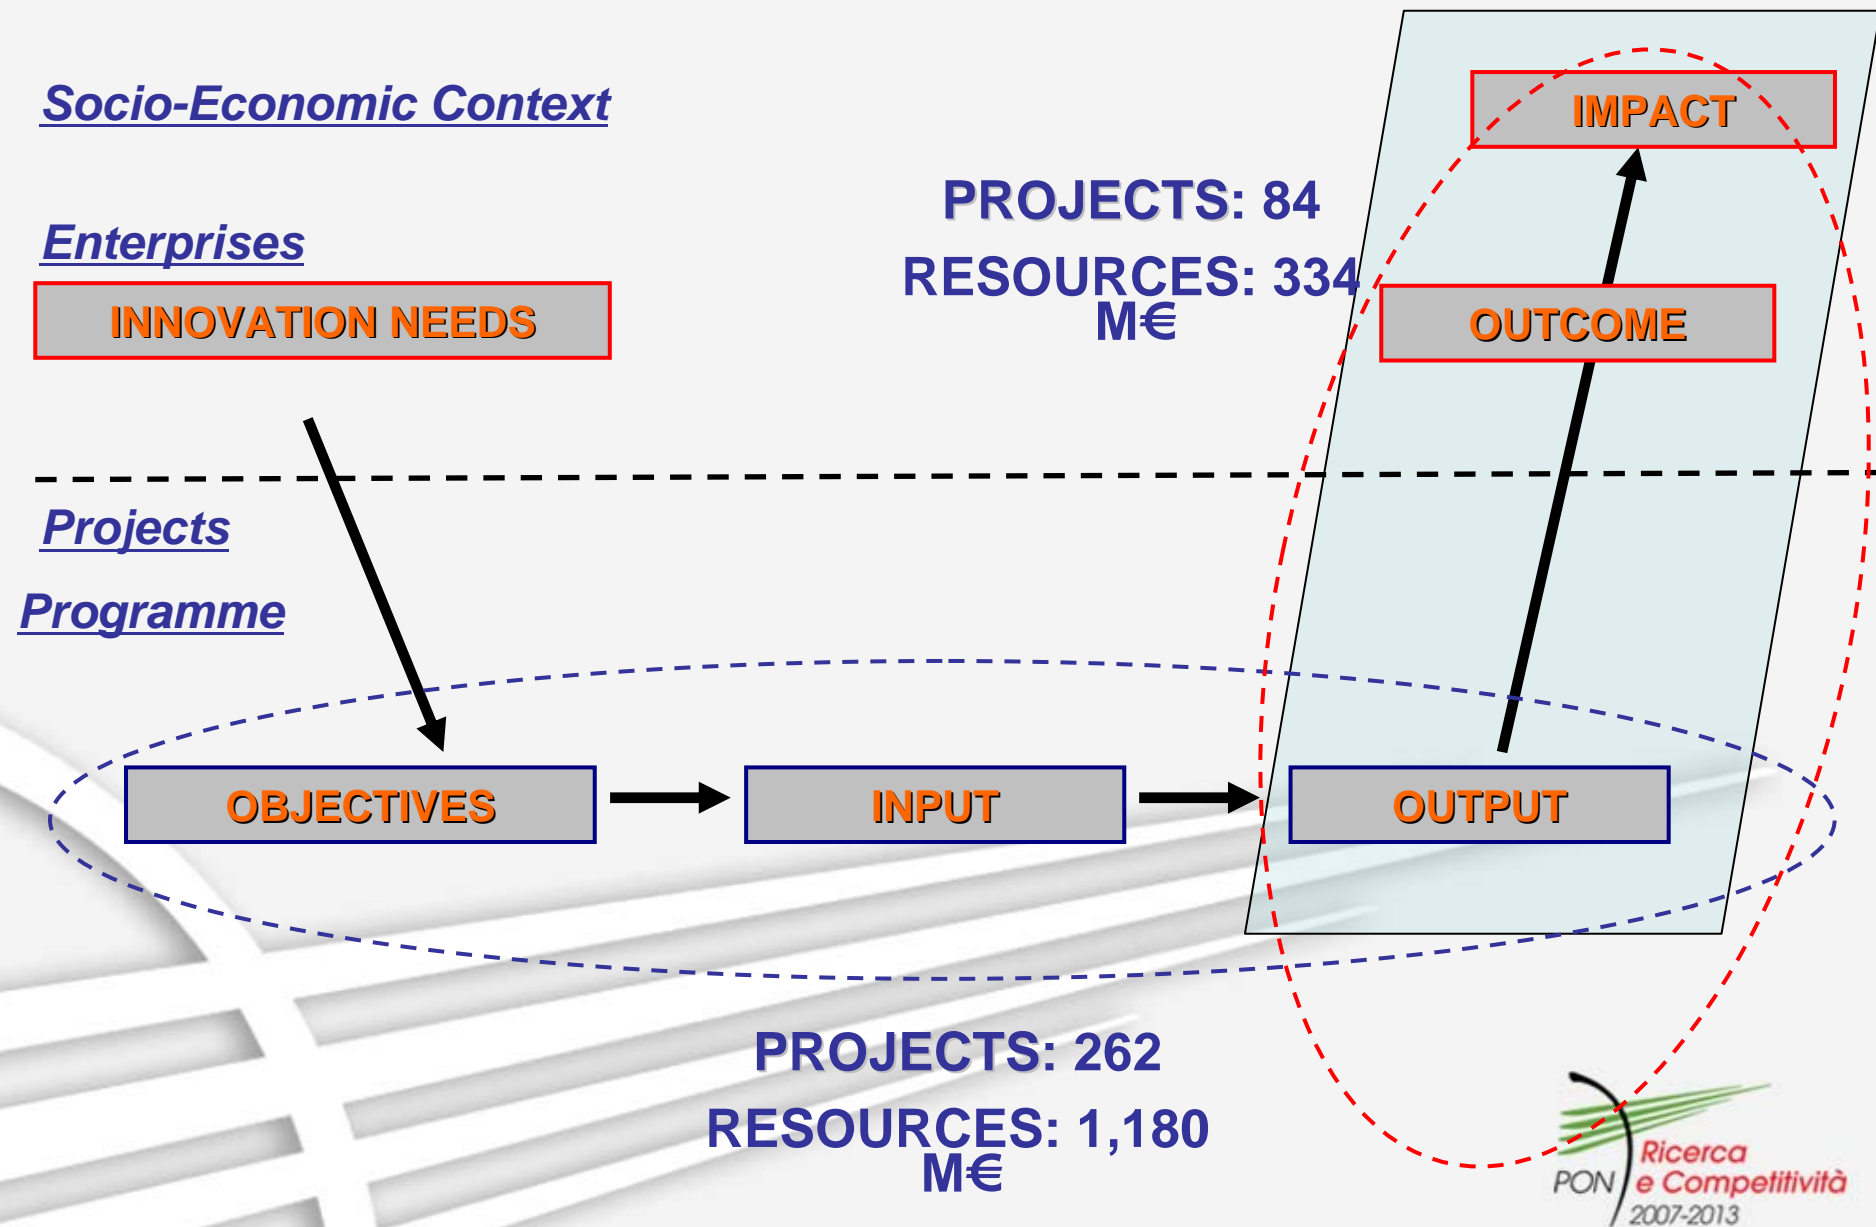 Socio-Economic Context
IMPACT
PROJECTS: 84
Enterprises
RESOURCES: 334
M€
INNOVATION NEEDS
OUTCOME
Projects
Programme
OBJECTIVES
INPUT
OUTPUT
PROJECTS: 262
RESOURCES: 1,180
M€
Ricerca
PON e Competitività
2007-2013